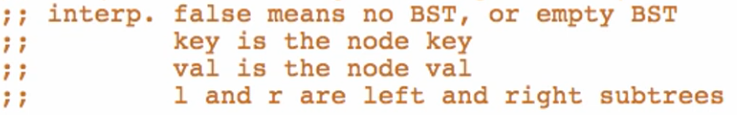 ;; interp. false means no BST, or empty BST
;;         key is the node key
;;         val is the node val
;;         l and r are left and right subtrees